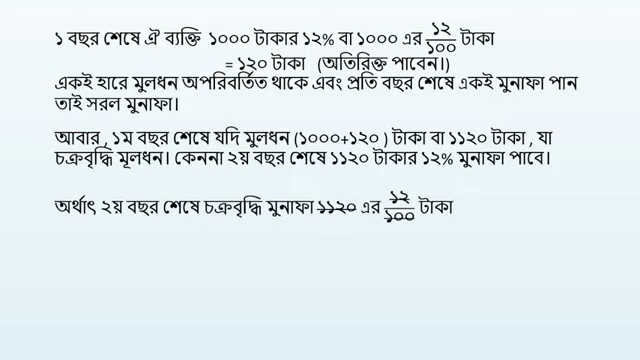 ১ বছর শেষে ঐ ব্যক্তি ১০০০ টাকার ১২% বা ১০০০ এর ১২/১০০ টাকা
= ১২০ টাকা (অতিরিক্ত পাবেন।)
একই হারে মুলধন অপরিবর্তিত থাকে এবং প্রতি বছর শেষে একই মুনাফা পান
তাই সরল মুনাফা।
আবার , ১ম বছর শেষে যদি মুলধন (১০০০+১২০ ) টাকা বা ১১২০ টাকা , যা
চক্রবৃদ্ধি মূলধন। কেননা ২য় বছর শেষে ১১২০ টাকার ১২% মুনাফা পাবে।
অর্থাৎ ২য় বছর শেষে চক্রবৃদ্ধি মুনাফা ১১২০ এর ১২/১০০ টাকা